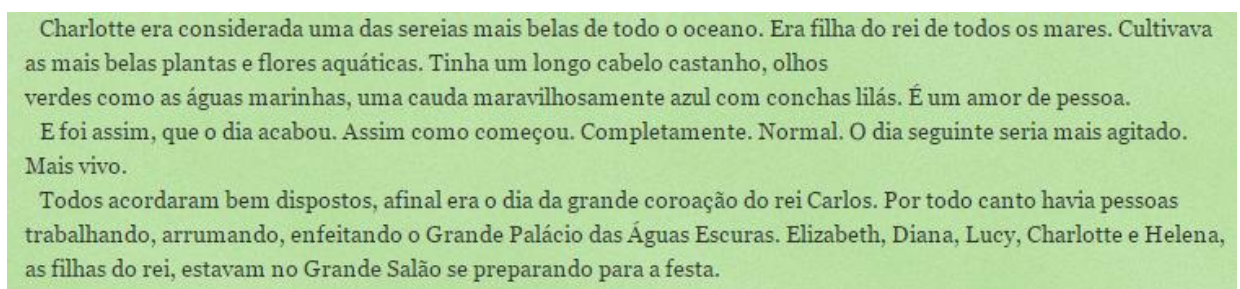 Charlotte era considerada uma das sereias mais belas de todo o oceano. Era filha do rei de todos os mares. Cultivava
as mais belas plantas e flores aquáticas. Tinha um longo cabelo castanho, olhos
verdes como as águas marinhas, uma cauda maravilhosamente azul com conchas lilás. É um amor de pessoa.
E foi assim, que o dia acabou. Assim como começou. Completamente. Normal. O dia seguinte seria mais agitado.
Mais vivo.
Todos acordaram bem dispostos, afinal era o dia da grande coroação do rei Carlos. Por todo canto havia pessoas
trabalhando, arrumando, enfeitando o Grande Palácio das Águas Escuras. Elizabeth, Diana, Lucy, Charlotte e Helena,
as filhas do rei, estavam no Grande Salão se preparando para a festa.